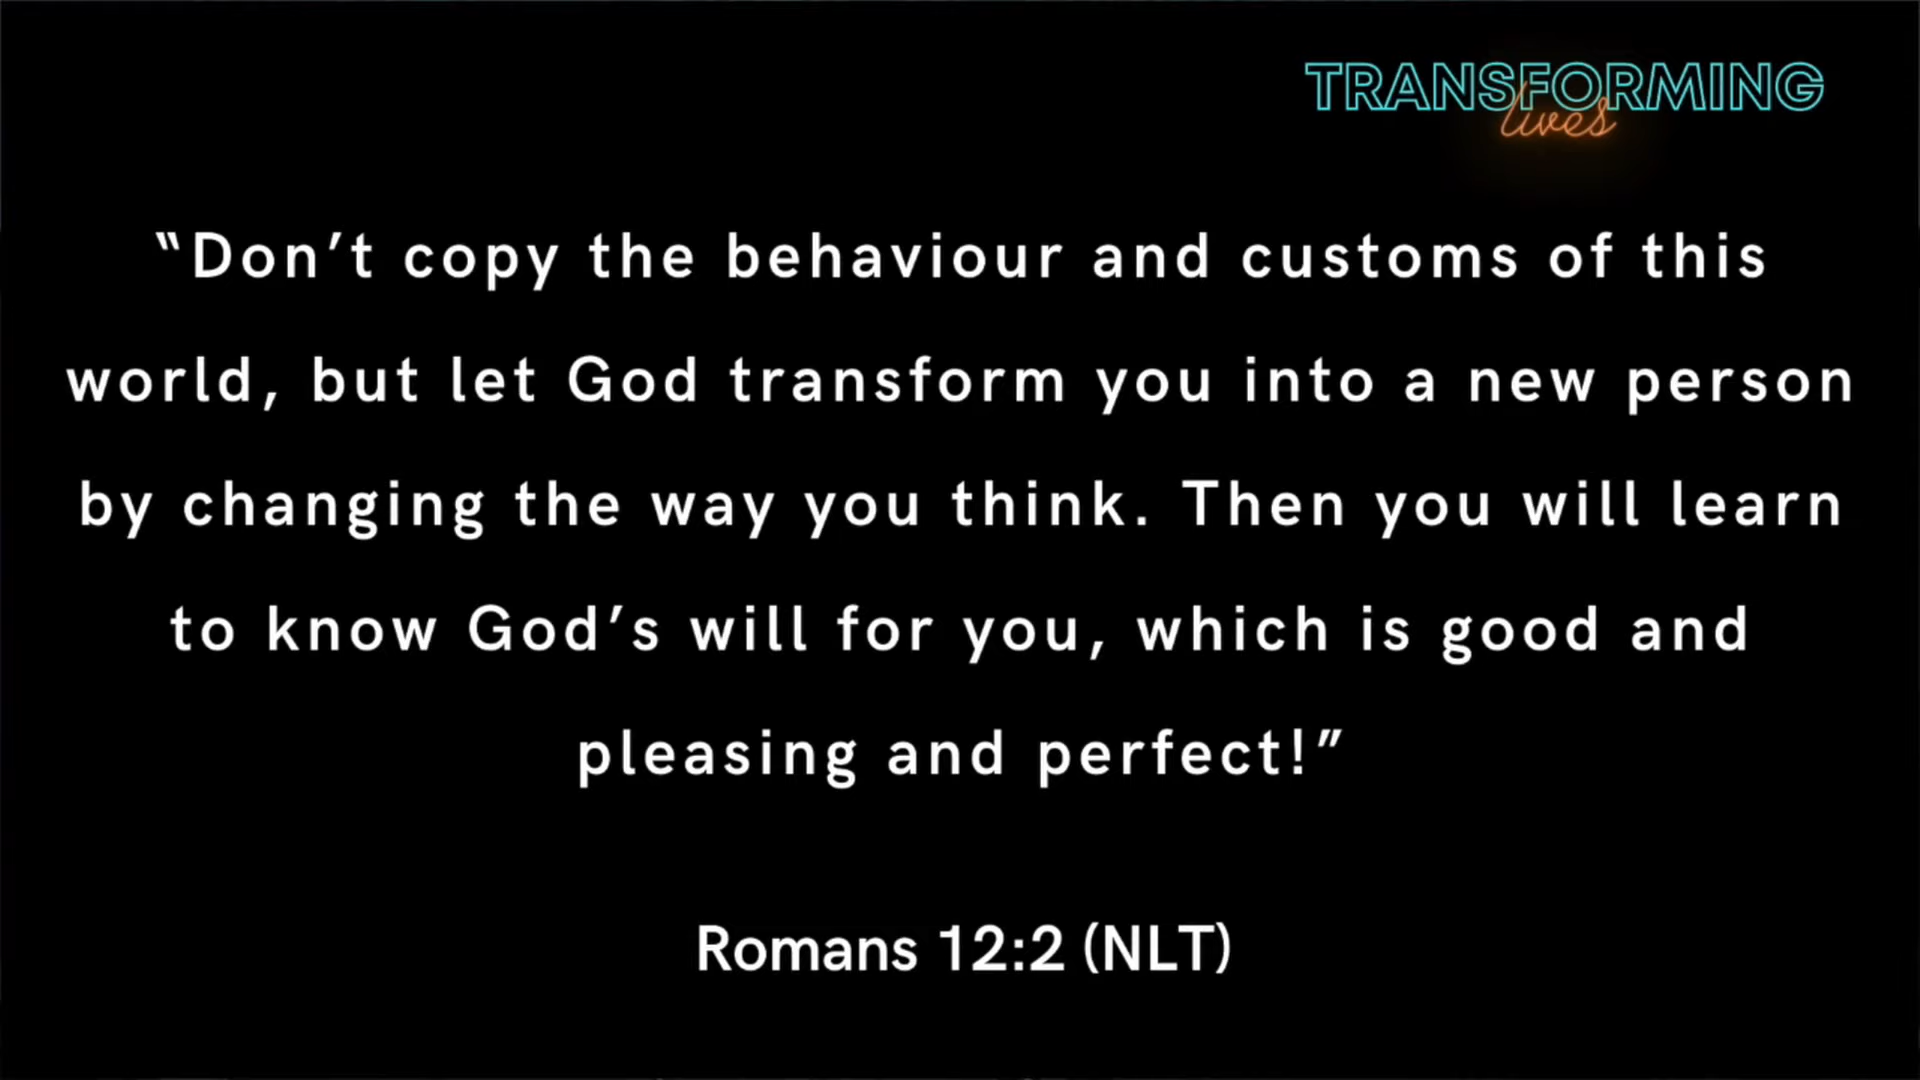 TRANSFORMING
lives
“Don’t copy the behaviour and customs of this
world, but let God transform you into a new person
by changing the way you think. Then you will learn
to know God’s will for you, which is good and
pleasing and perfect!”
Romans 12:2 (NLT)